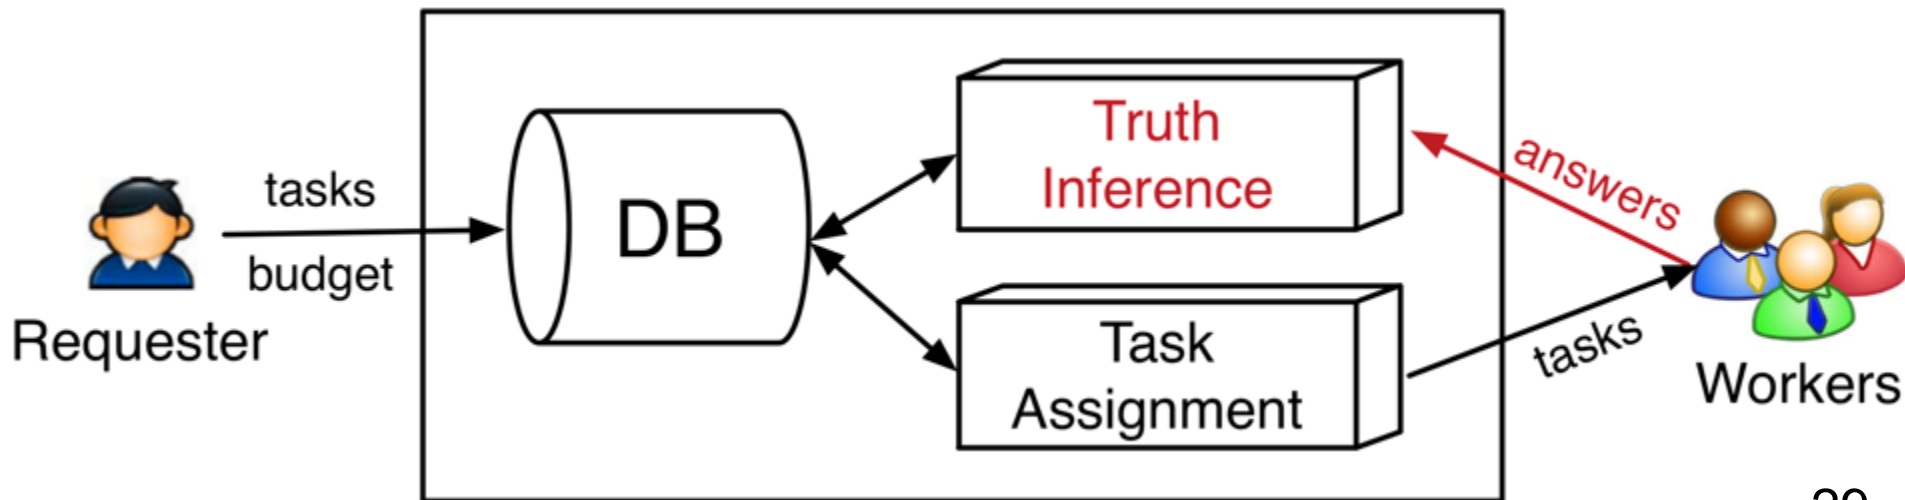 tasks
budget
Requester
DB
Truth
Inference
Task
Assignment
answers
tasks
Workers